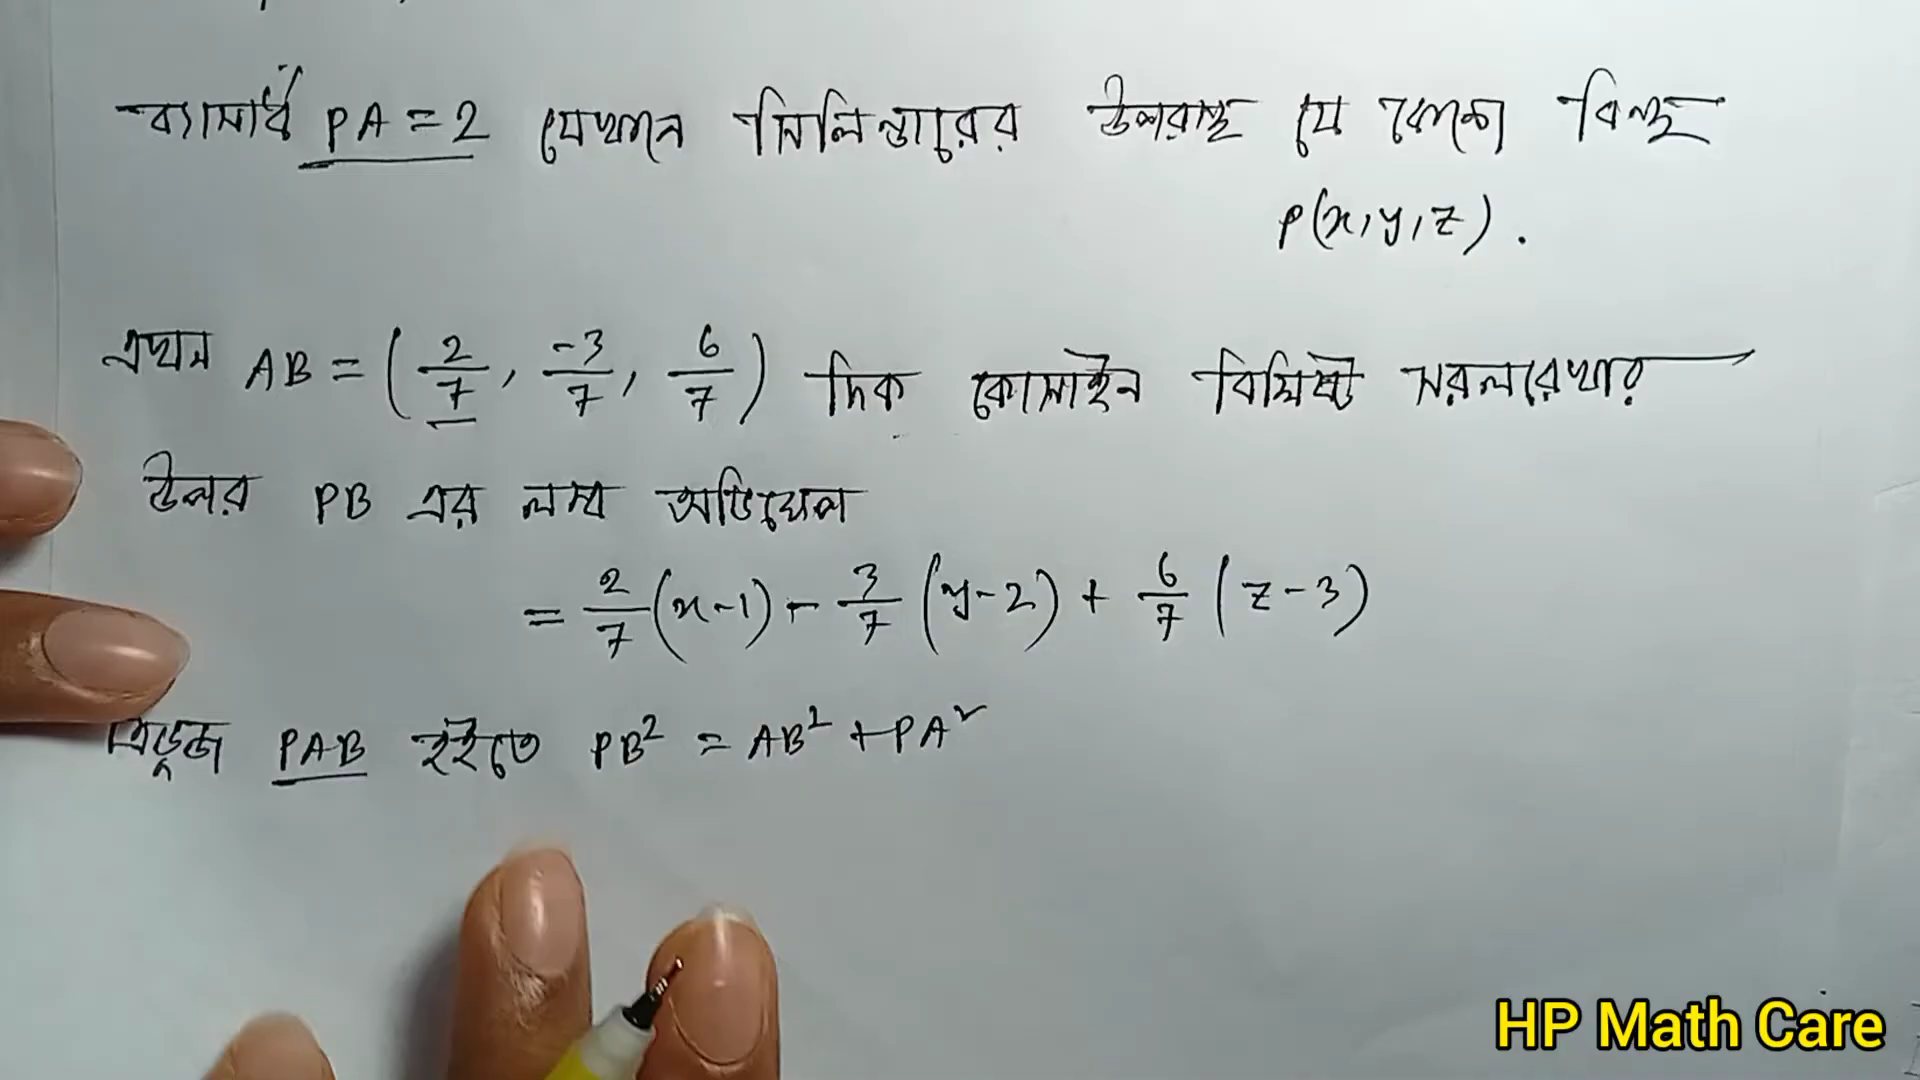 ব্যাসার্ধ PA = 2 যেখানে সিলিন্ডারের উপরস্থ যে কোনো বিন্দু
P(x, y, z).
এখন AB = (2/7, -3/7, 6/7) দিক কোসাইন বিশিষ্ট সরলরেখার
উপর PB এর লম্ব অভিক্ষেপ
= 2/7 (x-1) - 3/7 (y-2) + 6/7 (z-3)
ত্রিভুজ PAB হইতে PB² = AB² + PA²
HP Math Care